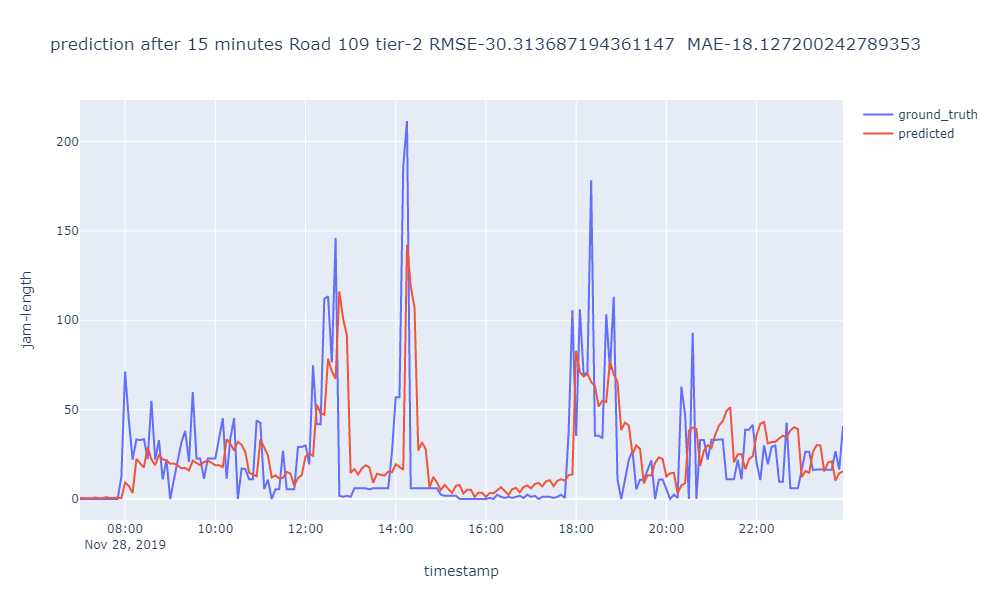 prediction after 15 minutes Road 109 tier-2 RMSE-30.313687194361147  MAE-18.127200242789353
ground_truth
predicted
200
150
100
50
0
jam-length
08:00 10:00 12:00 14:00 16:00 18:00 20:00 22:00
Nov 28, 2019
timestamp